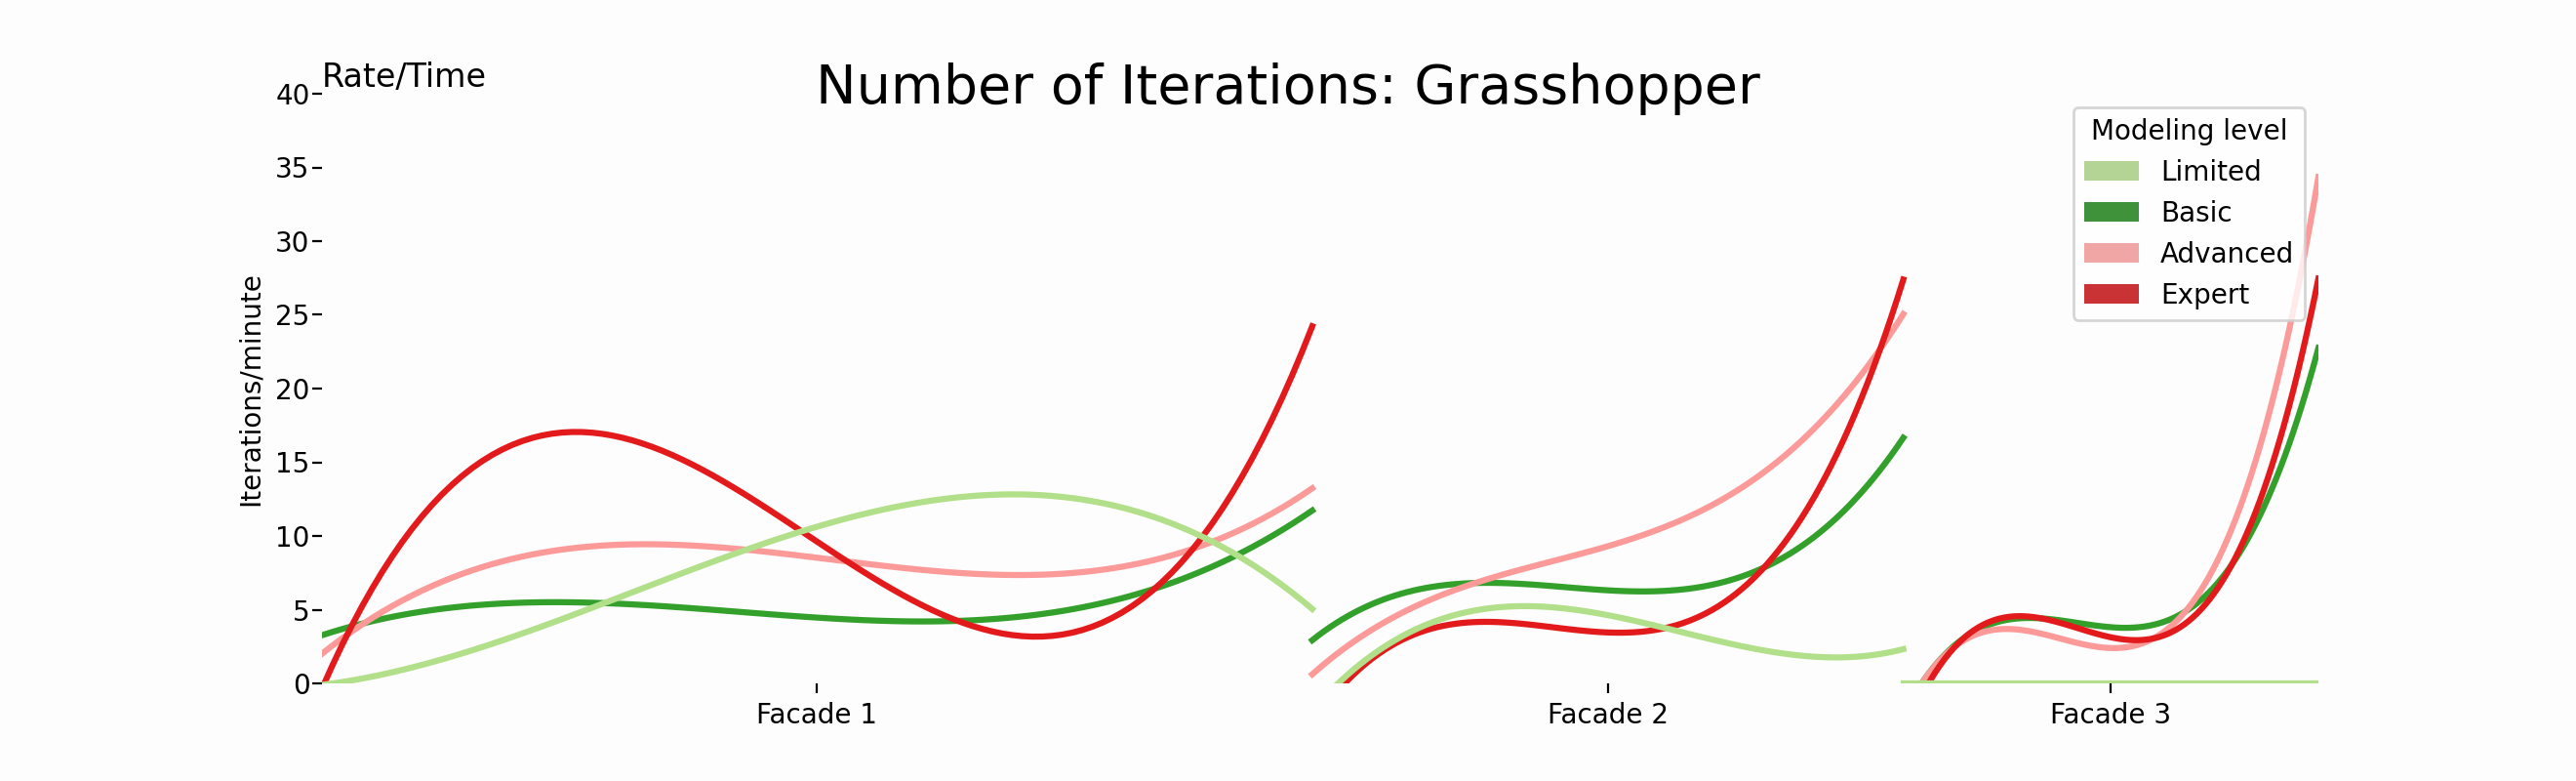 Rate/Time
Number of Iterations: Grasshopper
Iterations/minute
40
35
30
25
20
15
10
5
0
Modeling level
Limited
Basic
Advanced
Expert
Facade 1
Facade 2
Facade 3